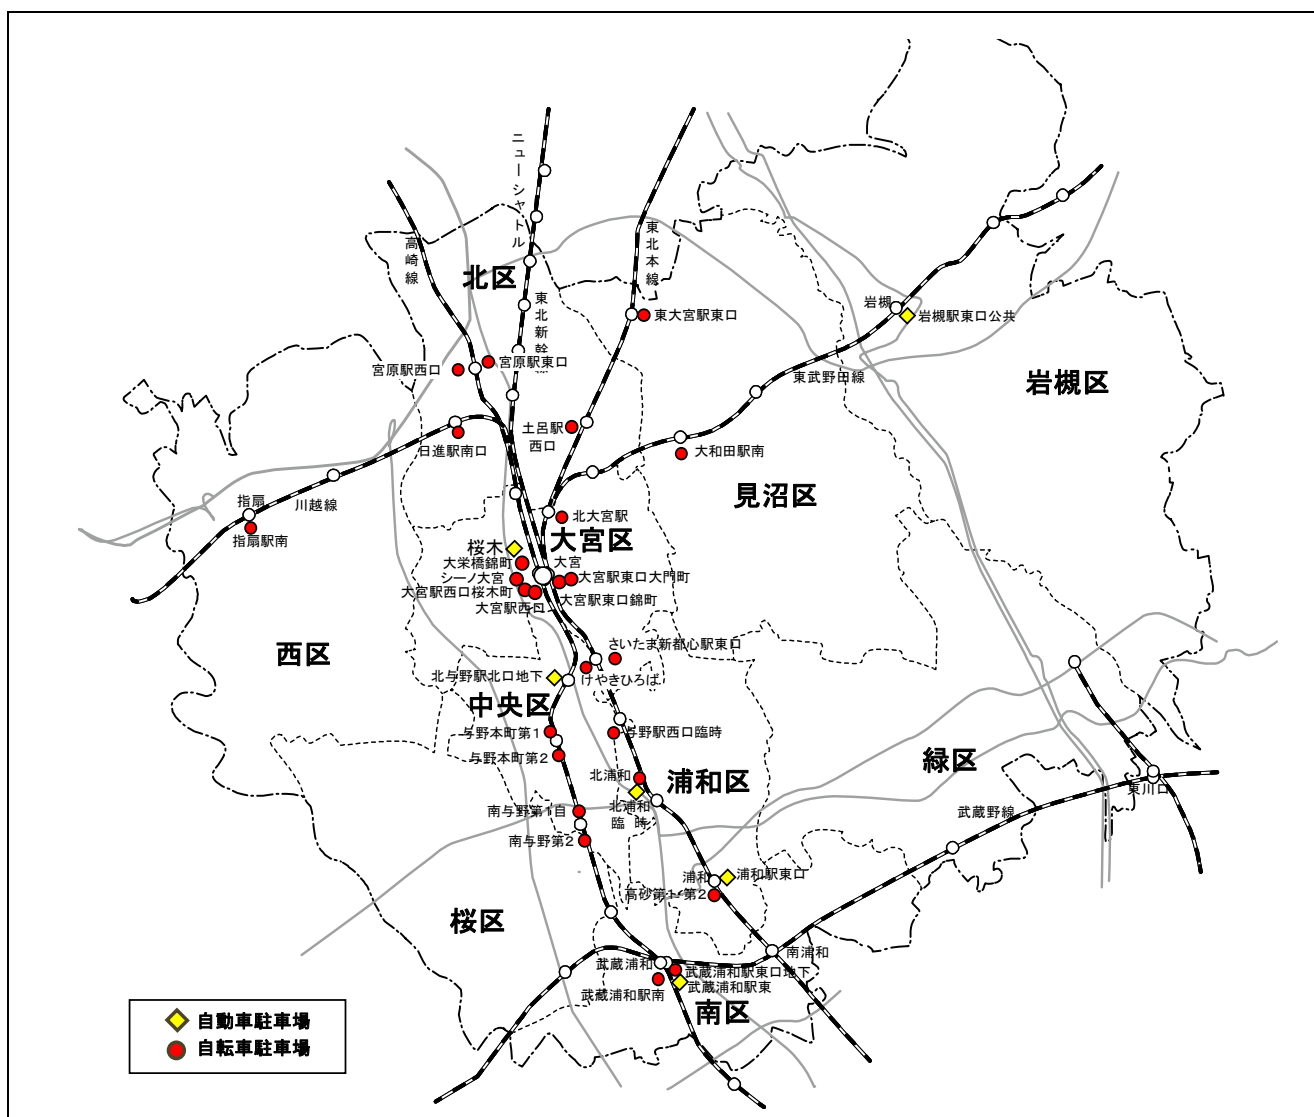 ニューシャトル
高崎線
北区
東北本線
東北新幹線
岩槻
岩槻駅東口公共
東大宮駅東口
宮原駅西口
宮原駅東口
東武野田線
岩槻区
土呂駅
西口
日進駅南口
大和田駅南
見沼区
指扇
川越線
指扇駅南
北大宮駅
大宮区
桜木
大栄橋錦町
大宮
シーノ大宮
大宮駅東口大門町
大宮駅西口桜木町
大宮駅西口
大宮駅東口錦町
西区
さいたま新都心駅東口
北与野駅北口地下
けやきひろば
中央区
与野本町第1
与野駅西口臨時
与野本町第2
北浦和
浦和区
緑区
北浦和
臨 時
東川口
南与野第1自
武蔵野線
南与野第2
浦和
浦和駅東口
高砂第1・第2
桜区
南浦和
武蔵浦和
武蔵浦和駅東口地下
武蔵浦和駅南
武蔵浦和駅東
南区
自動車駐車場
自転車駐車場